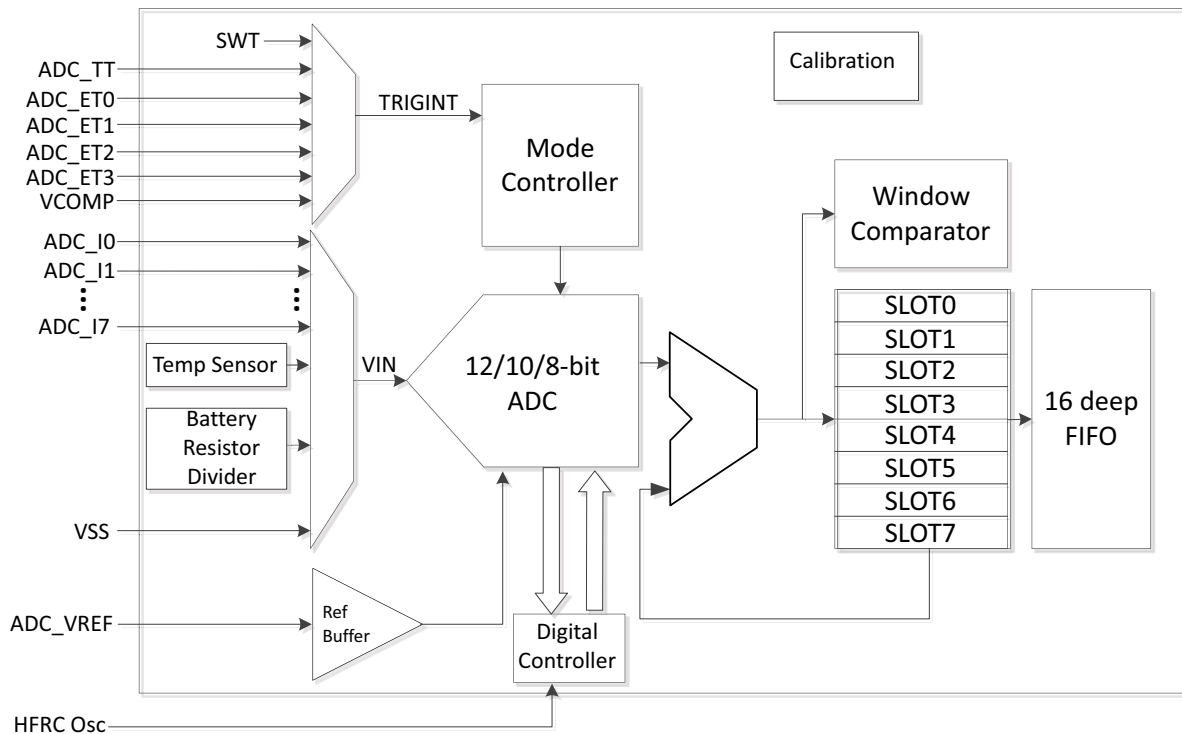 SWT
ADC_TT
ADC_ET0
ADC_ET1
ADC_ET2
ADC_ET3
VCOMP
TRIGINT
Mode
Controller
Calibration
Window
Comparator
ADC_I0
ADC_I1
ADC_I7
Temp Sensor
Battery
Resistor
Divider
VSS
VIN
12/10/8-bit
ADC
SLOT0
SLOT1
SLOT2
SLOT3
SLOT4
SLOT5
SLOT6
SLOT7
16 deep
FIFO
ADC_VREF
Ref
Buffer
Digital
Controller
HFRC Osc